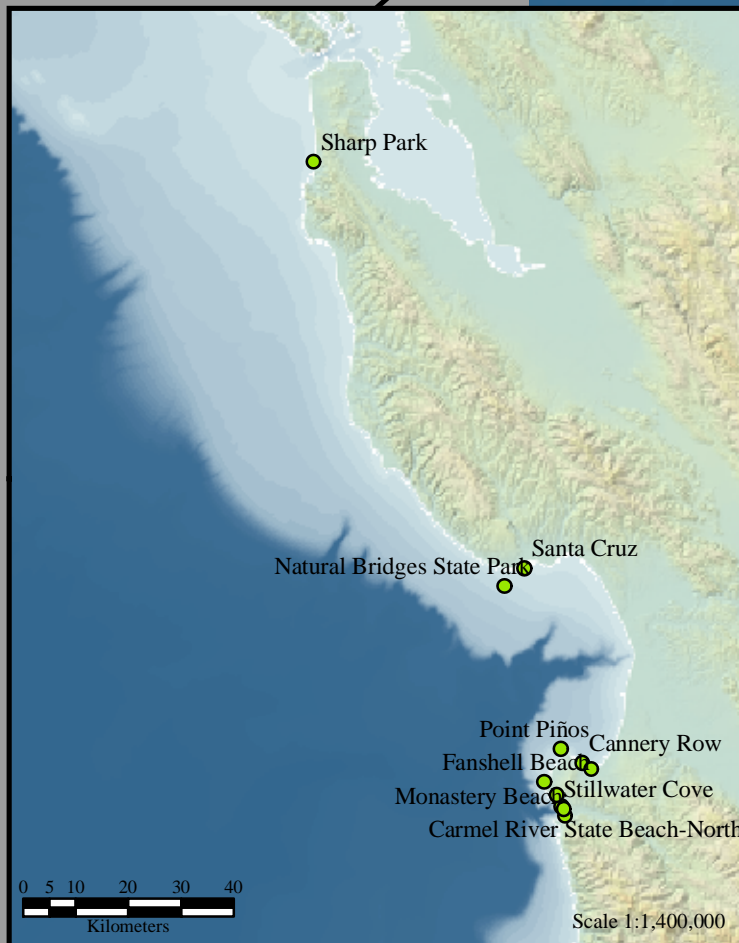 Sharp Park
Santa Cruz
Natural Bridges State Park
Point Piños
Cannery Row
Fanshell Beach
Stillwater Cove
Monastery Beach
Carmel River State Beach-North
0 5 10 20 30 40
Kilometers
Scale 1:1,400,000